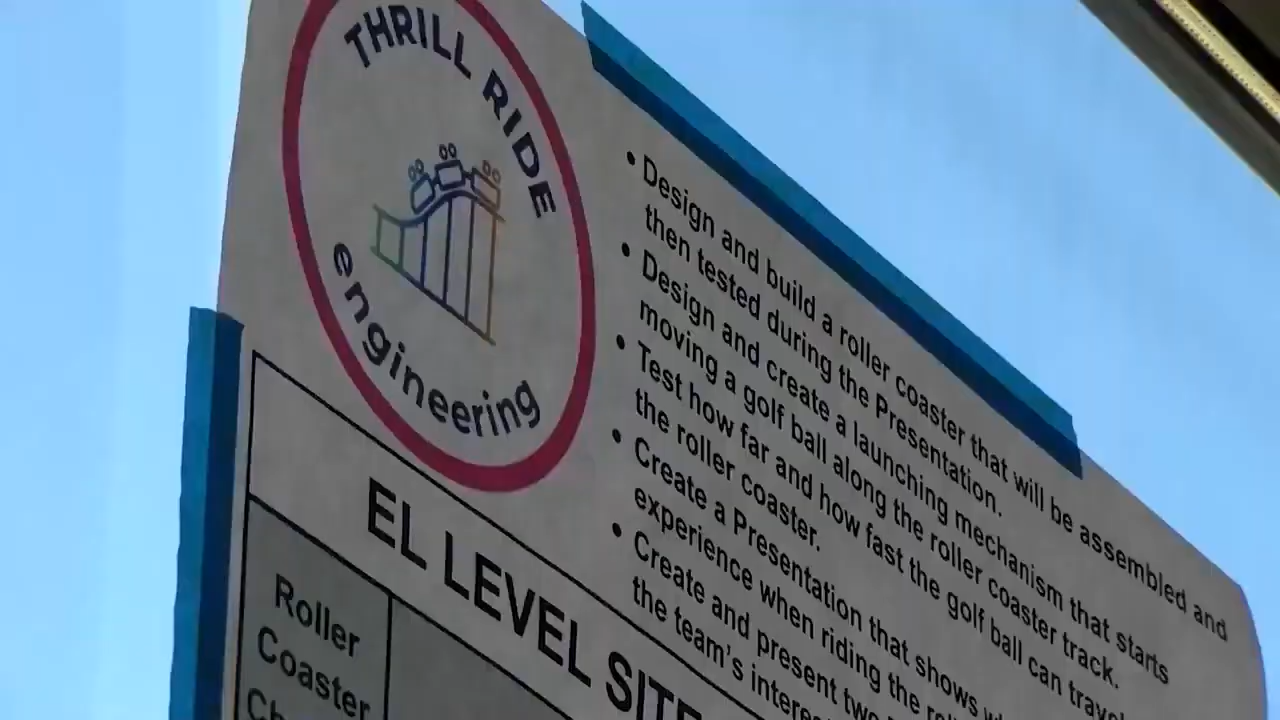 THRILL RIDE
engineering
• Design and build a roller coaster that will be assembled and
then tested during the Presentation.
• Design and create a launching mechanism that starts
moving a golf ball along the roller coaster track.
• Test how far and how fast the golf ball can travel
the roller coaster.
• Create a Presentation that shows
experience when riding the
• Create and present two
the team's
EL LEVEL SITE
Roller
Coaster